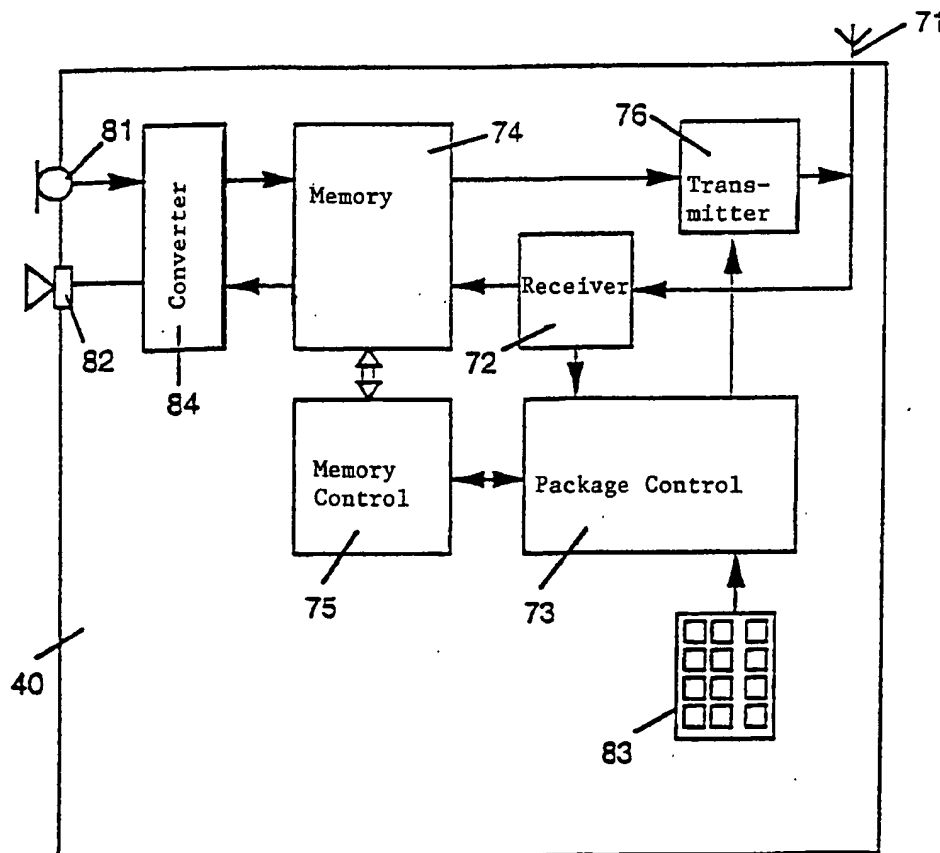 71
81
74
76
Converter
Memory
Trans-
mitter
Receiver
82
84
72
Memory
Control
Package Control
75
73
40
83